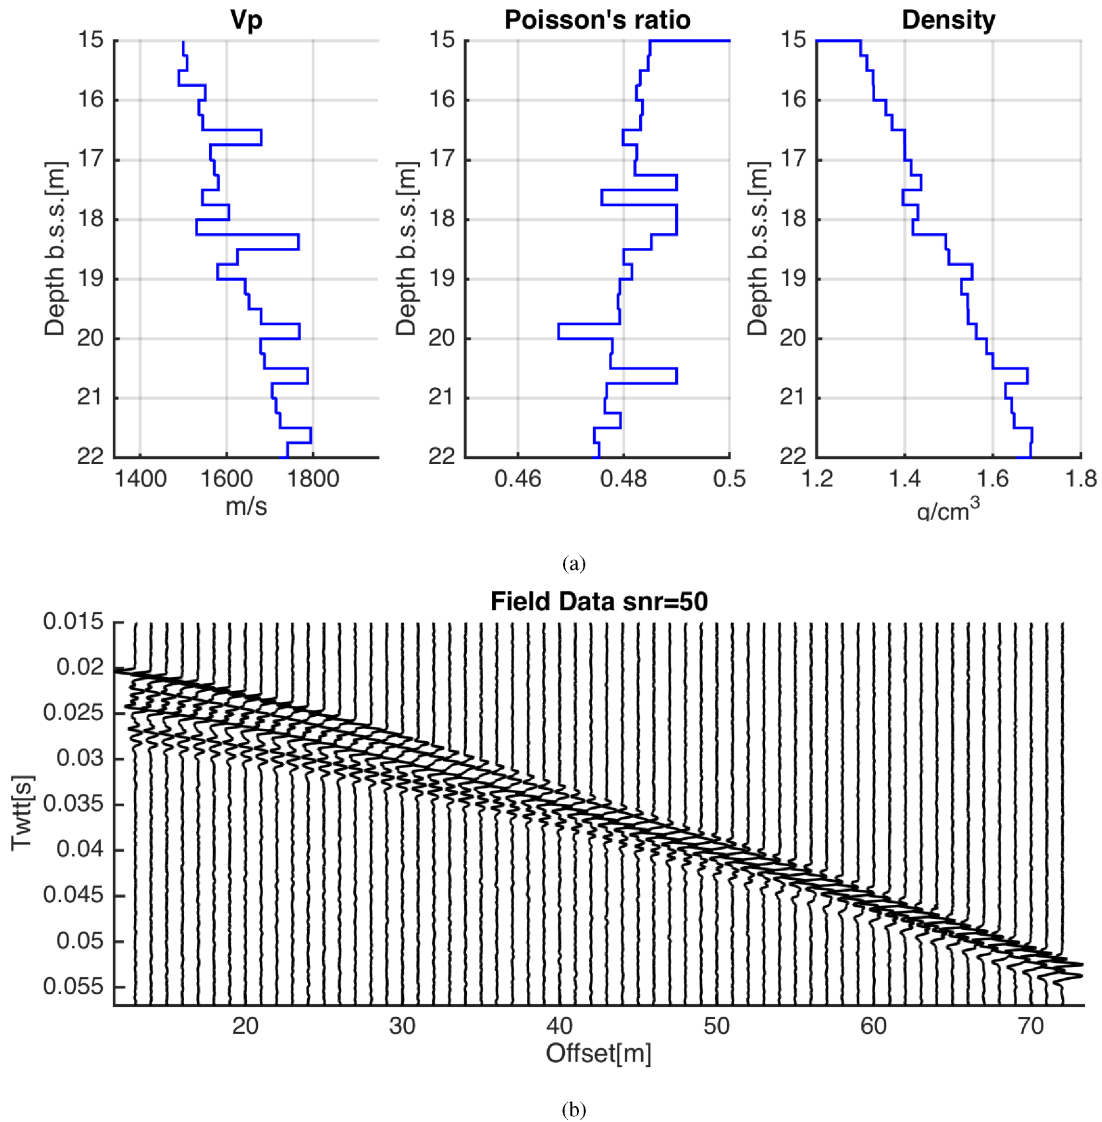 Vp
Poisson's ratio
Density
Depth b.s.s.[m]
15
16
17
18
19
20
21
22
1400 1600 1800
m/s
Depth b.s.s.[m]
15
16
17
18
19
20
21
22
0.46 0.48 0.5
Depth b.s.s.[m]
15
16
17
18
19
20
21
22
1.2 1.4 1.6 1.8
g/cm³
(a)
Field Data snr=50
Twtt[s]
0.015
0.02
0.025
0.03
0.035
0.04
0.045
0.05
0.055
20 30 40 50 60 70
Offset[m]
(b)